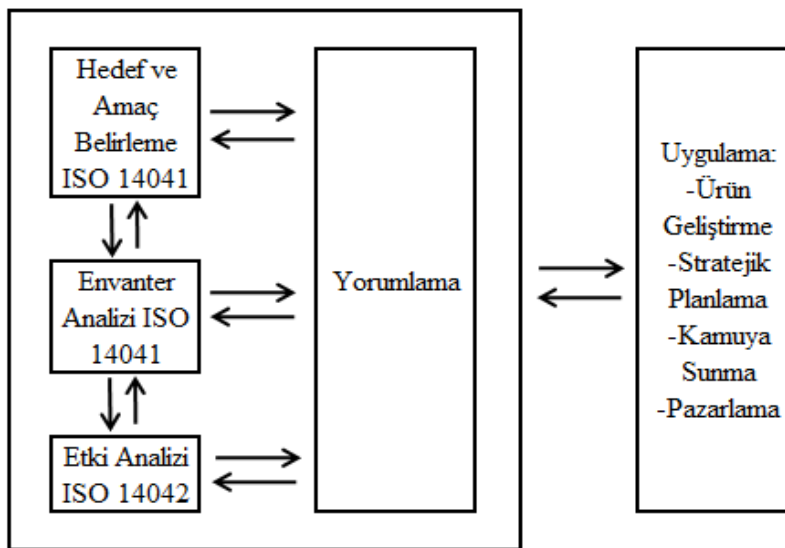 Hedef ve
Amaç
Belirleme
ISO 14041
Envanter
Analizi ISO
14041
Etki Analizi
ISO 14042
Yorumlama
Uygulama:
-Ürün
Geliştirme
-Stratejik
Planlama
-Kamuya
Sunma
-Pazarlama